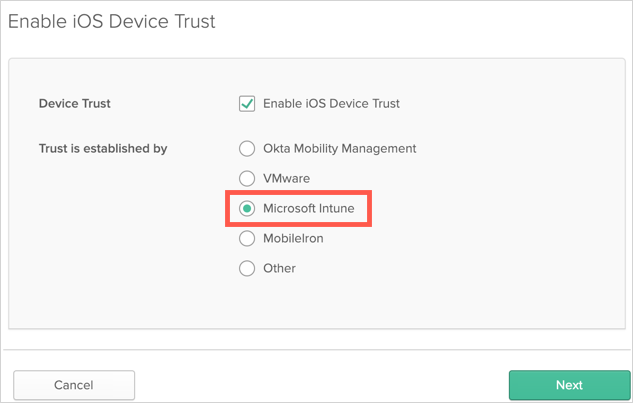 Enable iOS Device Trust
Device Trust Enable iOS Device Trust
Trust is established by Okta Mobility Management
VMware
Microsoft Intune
MobileIron
Other
Cancel Next